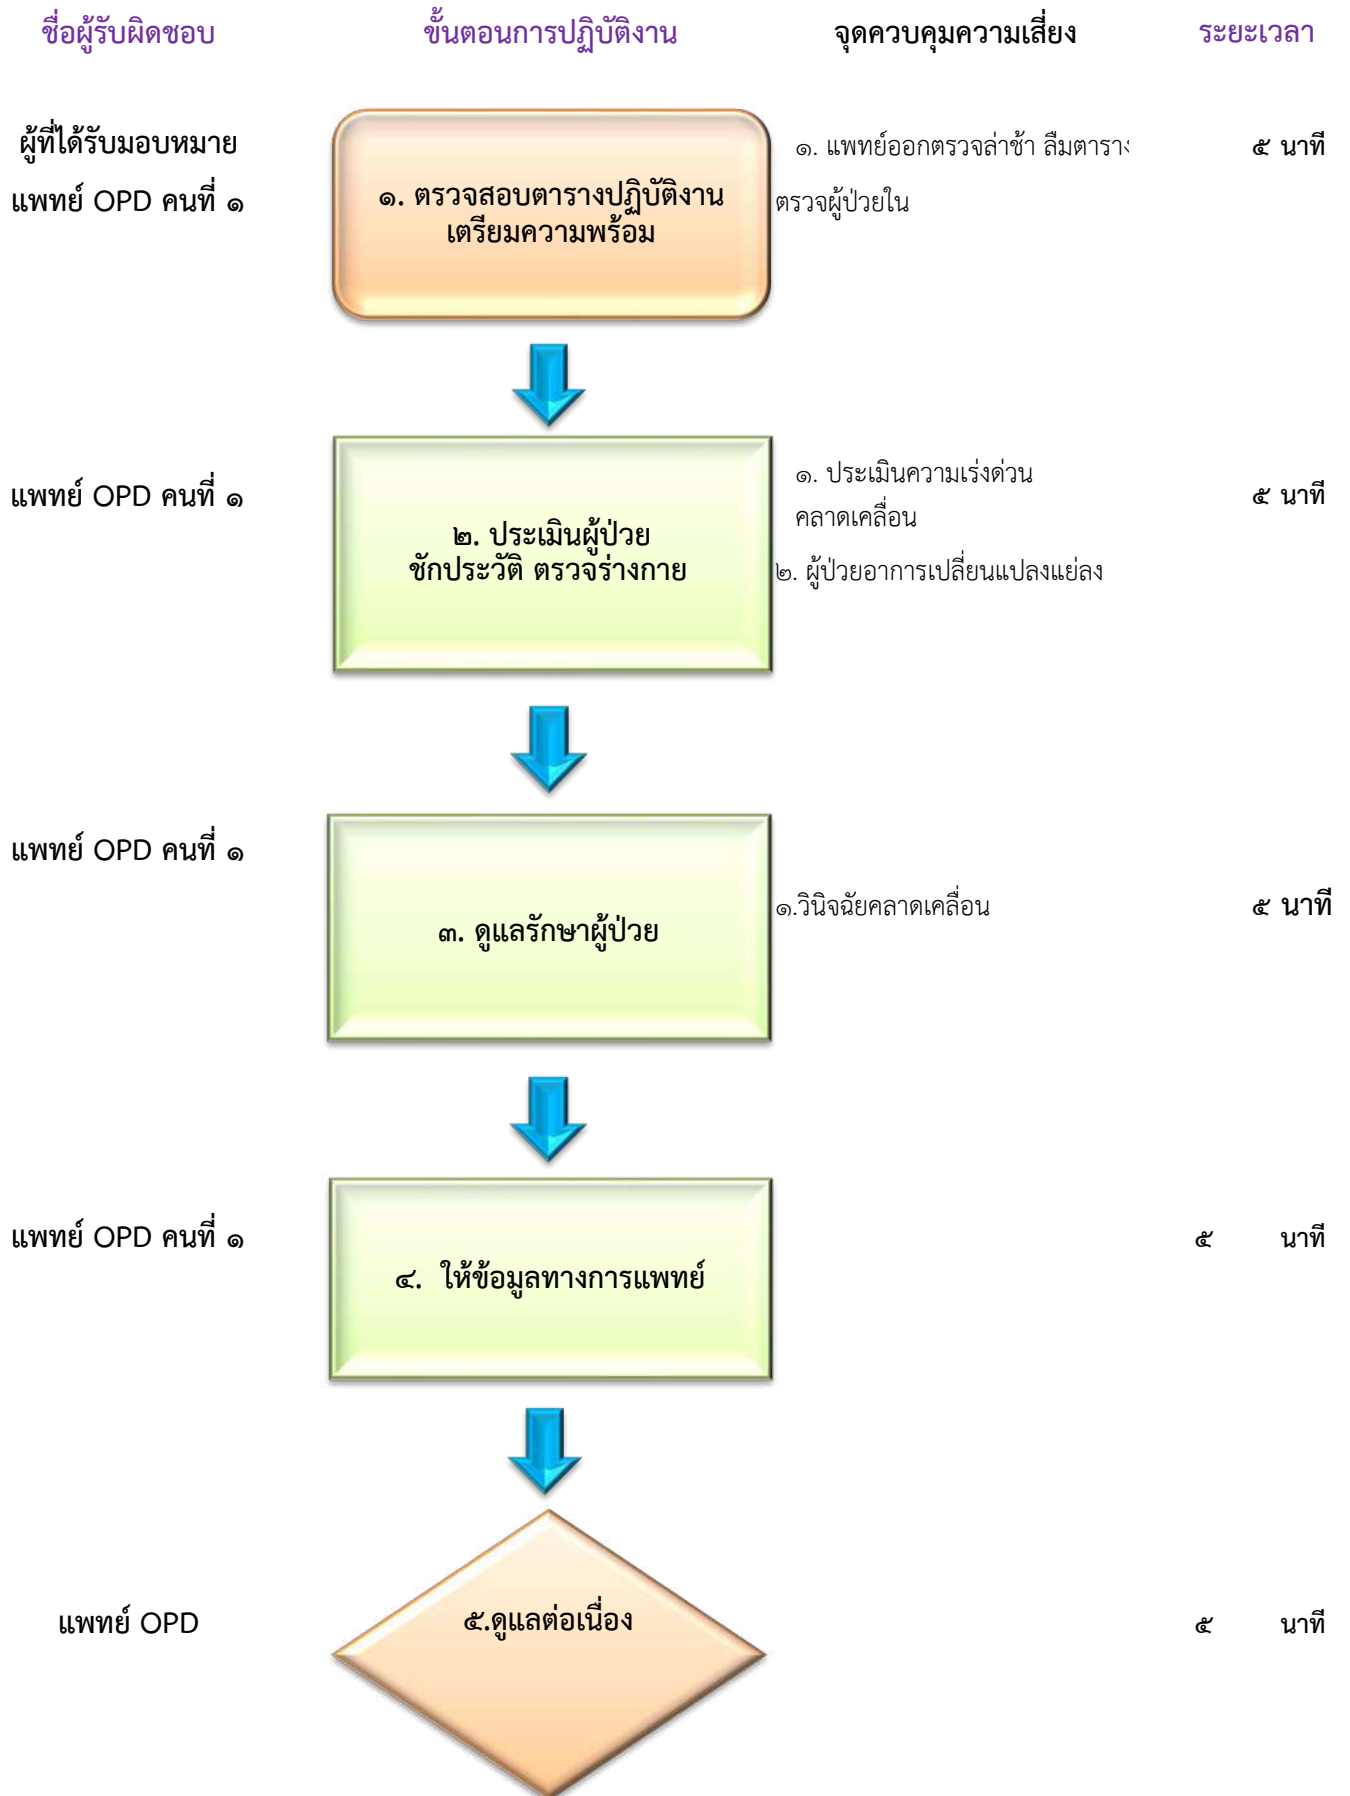 ชื่อผู้รับผิดชอบ ขั้นตอนการปฏิบัติงาน จุดควบคุมความเสี่ยง ระยะเวลา
ผู้ที่ได้รับมอบหมาย
แพทย์ OPD คนที่ ๑
๑. ตรวจสอบตารางปฏิบัติงาน
เตรียมความพร้อม
๑. แพทย์ออกตรวจล่าช้า ลืมตาราง
ตรวจผู้ป่วยใน
๕ นาที
แพทย์ OPD คนที่ ๑
๒. ประเมินผู้ป่วย
ซักประวัติ ตรวจร่างกาย
๑. ประเมินความเร่งด่วน
คลาดเคลื่อน
๒. ผู้ป่วยอาการเปลี่ยนแปลงแย่ลง
๕ นาที
แพทย์ OPD คนที่ ๑
๓. ดูแลรักษาผู้ป่วย
๑.วินิจฉัยคลาดเคลื่อน
๕ นาที
แพทย์ OPD คนที่ ๑
๔. ให้ข้อมูลทางการแพทย์
๕ นาที
แพทย์ OPD
๕.ดูแลต่อเนื่อง
๕ นาที